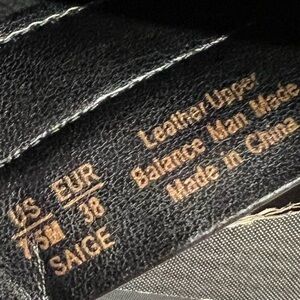 US EUR
7.5M 38
SAIGE
Leather Upper
Balance Man Made
Made in China